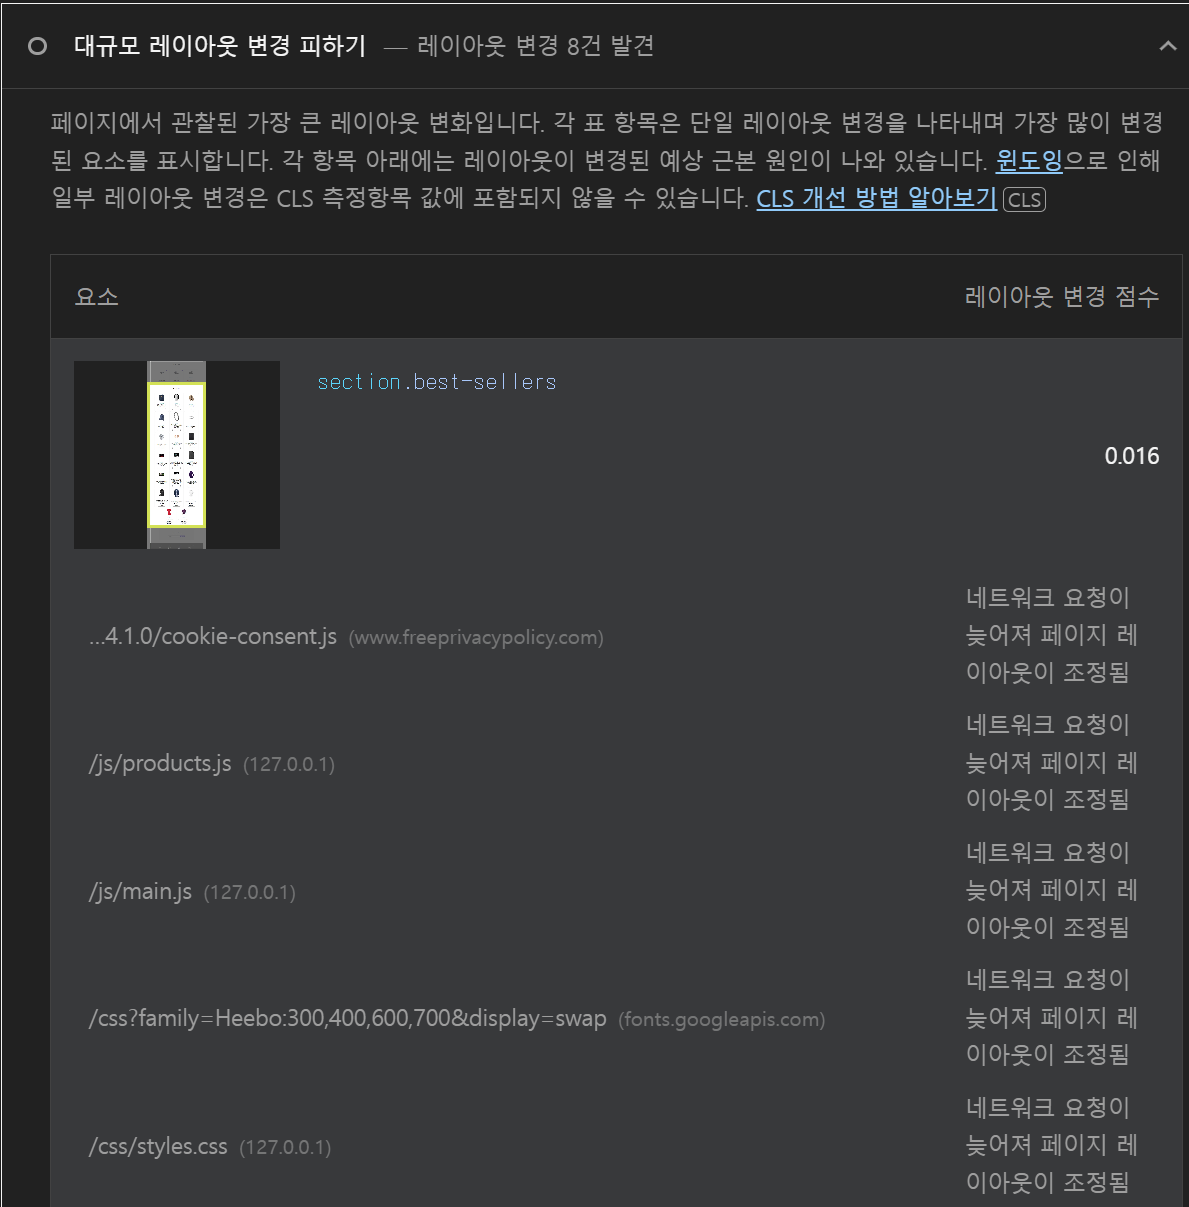 대규모 레이아웃 변경 피하기 — 레이아웃 변경 8건 발견
페이지에서 관찰된 가장 큰 레이아웃 변화입니다. 각 표 항목은 단일 레이아웃 변경을 나타내며 가장 많이 변경
된 요소를 표시합니다. 각 항목 아래에는 레이아웃이 변경된 예상 근본 원인이 나와 있습니다. 윈도잉으로 인해
일부 레이아웃 변경은 CLS 측정항목 값에 포함되지 않을 수 있습니다. CLS 개선 방법 알아보기 CLS
요소 레이아웃 변경 점수
section.best-sellers
0.016
네트워크 요청이
...4.1.0/cookie-consent.js (www.freeprivacypolicy.com) 늦어져 페이지 레
이아웃이 조정됨
네트워크 요청이
/js/products.js (127.0.0.1) 늦어져 페이지 레
이아웃이 조정됨
네트워크 요청이
/js/main.js (127.0.0.1) 늦어져 페이지 레
이아웃이 조정됨
네트워크 요청이
/css?family=Heebo:300,400,600,700&display=swap (fonts.googleapis.com) 늦어져 페이지 레
이아웃이 조정됨
네트워크 요청이
/css/styles.css (127.0.0.1) 늦어져 페이지 레
이아웃이 조정됨